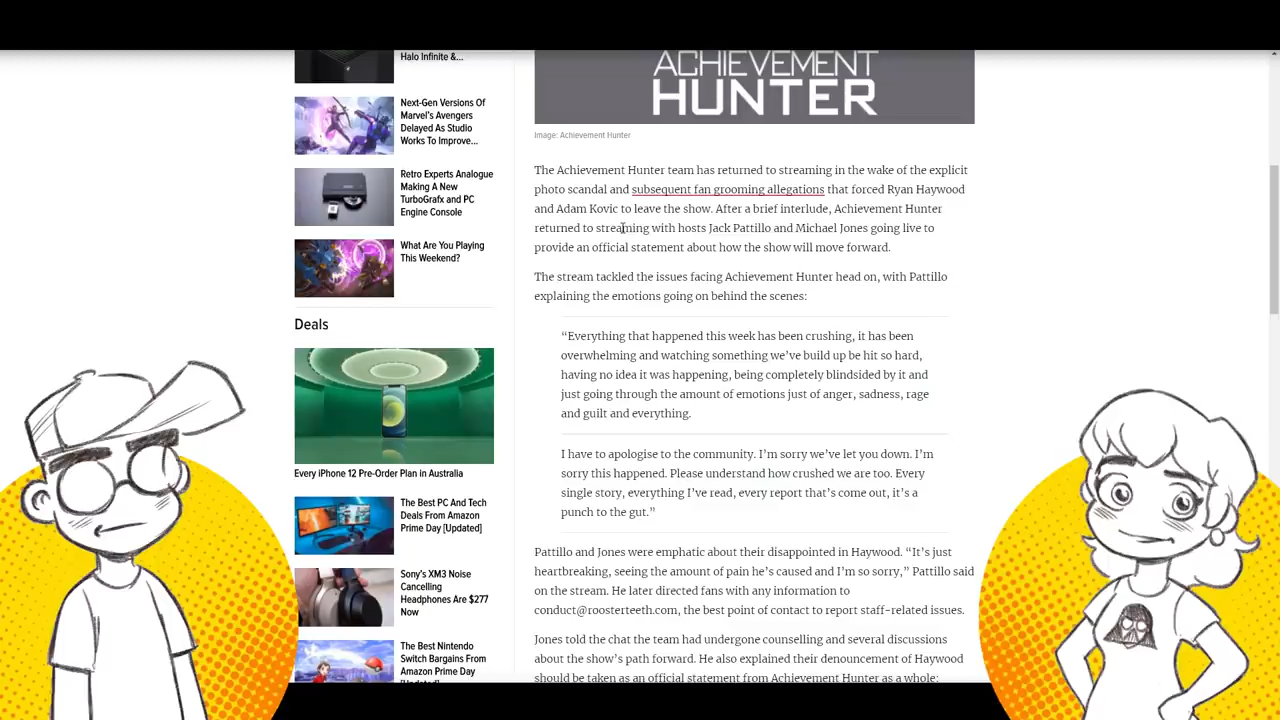 Halo Infinite &...
Next-Gen Versions Of
Marvel's Avengers
Delayed As Studio
Works To Improve...
Retro Experts Analogue
Making A New
TurboGrafx and PC
Engine Console
What Are You Playing
This Weekend?
Deals
Every iPhone 12 Pre-Order Plan in Australia
The Best PC And Tech
Deals From Amazon
Prime Day [Updated]
Sony's XM3 Noise
Cancelling
Headphones Are $277
Now
The Best Nintendo
Switch Bargains From
Amazon Prime Day
[Updated]
ACHIEVEMENT
HUNTER
Image: Achievement Hunter
The Achievement Hunter team has returned to streaming in the wake of the explicit
photo scandal and subsequent fan grooming allegations that forced Ryan Haywood
and Adam Kovic to leave the show. After a brief interlude, Achievement Hunter
returned to streaming with hosts Jack Pattillo and Michael Jones going live to
provide an official statement about how the show will move forward.
The stream tackled the issues facing Achievement Hunter head on, with Pattillo
explaining the emotions going on behind the scenes:
“Everything that happened this week has been crushing, it has been
overwhelming and watching something we’ve build up be hit so hard,
having no idea it was happening, being completely blindsided by it and
just going through the amount of emotions just of anger, sadness, rage
and guilt and everything.
I have to apologise to the community. I’m sorry we’ve let you down. I’m
sorry this happened. Please understand how crushed we are too. Every
single story, everything I’ve read, every report that’s come out, it’s a
punch to the gut.”
Pattillo and Jones were emphatic about their disappointed in Haywood. “It’s just
heartbreaking, seeing the amount of pain he’s caused and I’m so sorry,” Pattillo said
on the stream. He later directed fans with any information to
conduct@roosterteeth.com, the best point of contact to report staff-related issues.
Jones told the chat the team had undergone counselling and several discussions
about the show’s path forward. He also explained their denouncement of Haywood
should be taken as an official statement from Achievement Hunter as a whole: